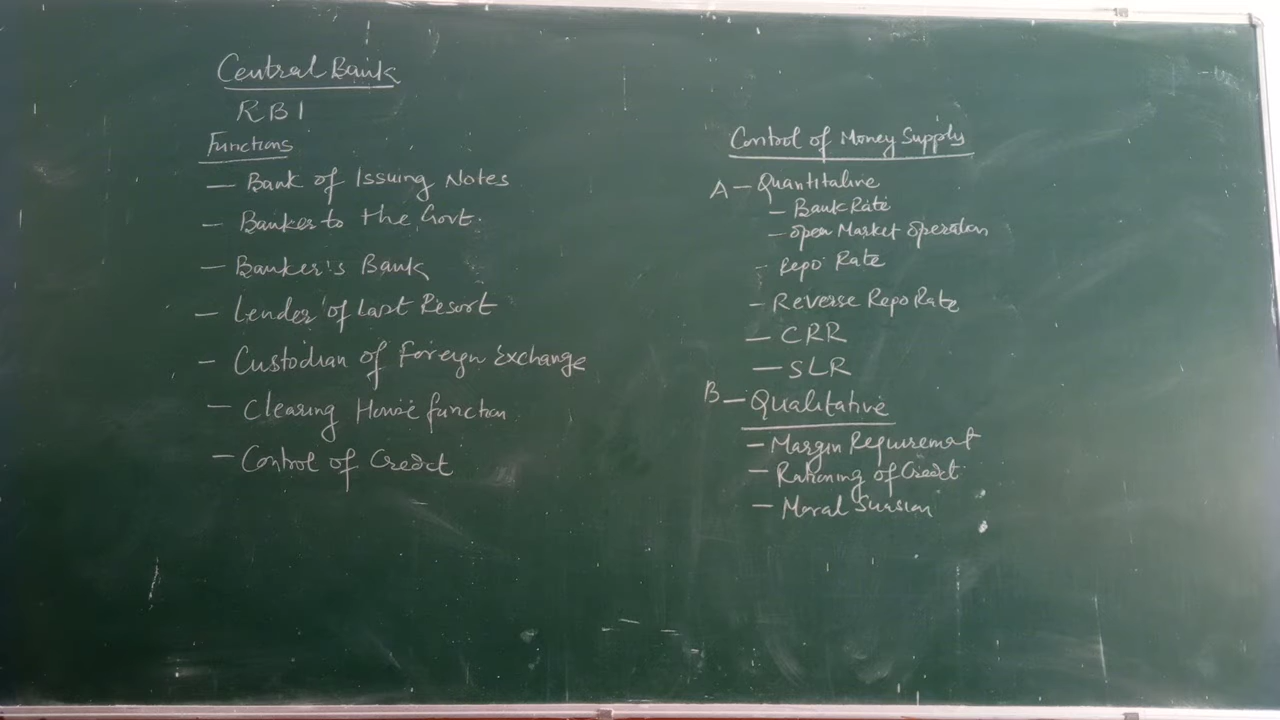 Central Bank
RBI
Functions
— Bank of Issuing Notes
— Banker to the Govt.
— Banker's Bank
— Lender of Last Resort
— Custodian of Foreign Exchange
— Clearing House function
— Control of Credit
Control of Money Supply
A — Quantitative
— Bank Rate
— Open Market Operation
- Repo Rate
— Reverse Repo Rate
— CRR
— SLR
B — Qualitative
— Margin Requirement
— Rationing of Credit
— Moral Suasion